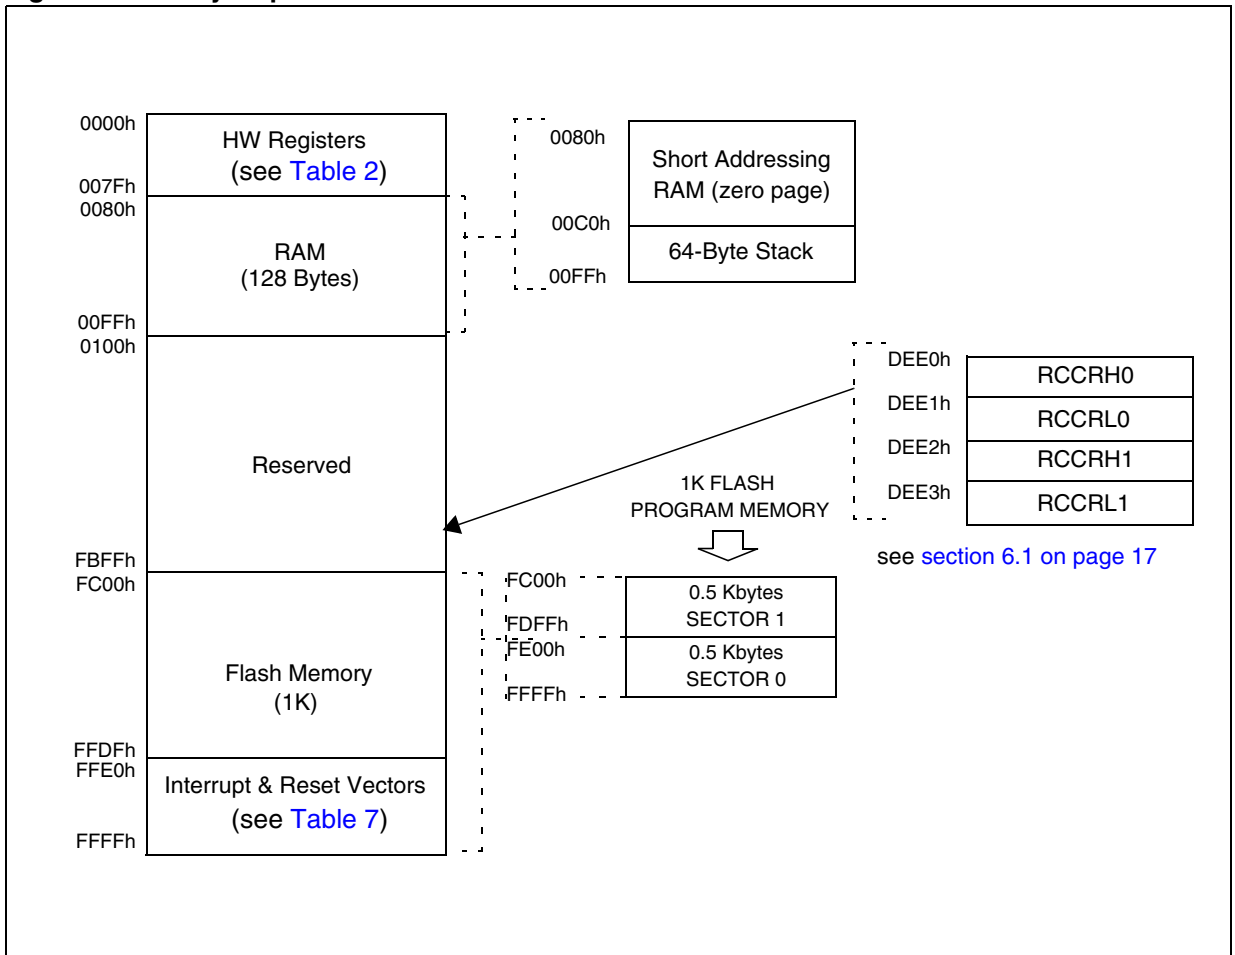 0000h
HW Registers
(see Table 2)
007Fh
0080h
RAM
(128 Bytes)
00FFh
0100h
Reserved
FBFFh
FC00h
Flash Memory
(1K)
FFDFh
FFE0h
Interrupt & Reset Vectors
(see Table 7)
FFFFh
0080h
Short Addressing
RAM (zero page)
00C0h
64-Byte Stack
00FFh
DEE0h
RCCRH0
DEE1h
RCCRL0
DEE2h
RCCRH1
DEE3h
RCCRL1
see section 6.1 on page 17
1K FLASH
PROGRAM MEMORY
FC00h
0.5 Kbytes
SECTOR 1
FDFFh
FE00h
0.5 Kbytes
SECTOR 0
FFFFh